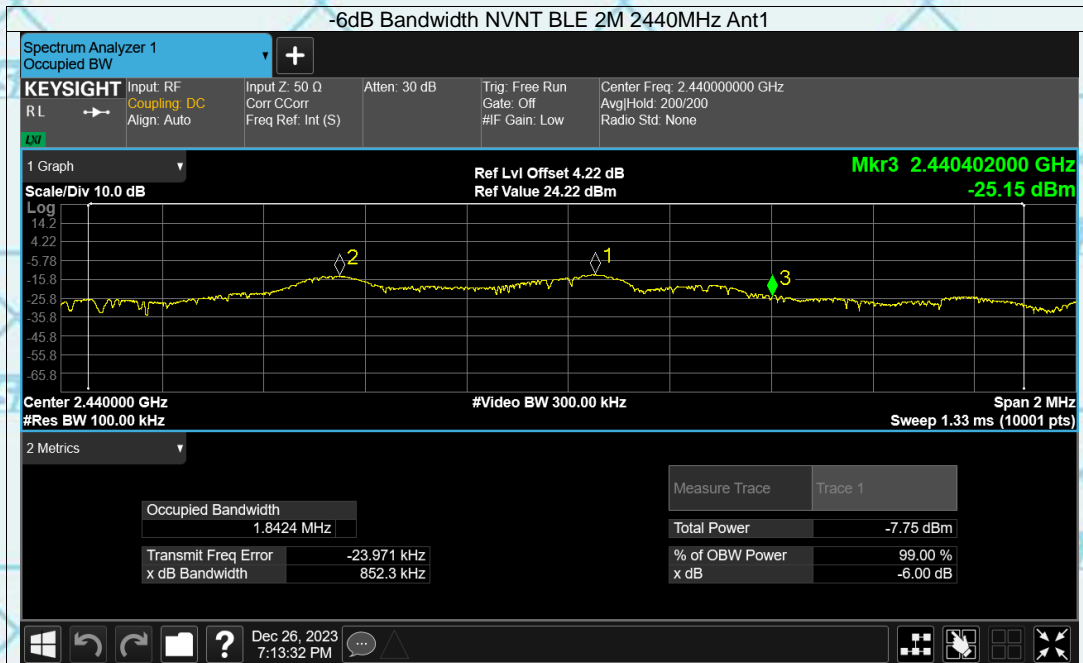 -6dB Bandwidth NVNT BLE 2M 2440MHz Ant1
Spectrum Analyzer 1
Occupied BW
+
KEYSIGHT
RL
LXI
Input: RF
Coupling: DC
Align: Auto
Input Z: 50 Ω
Corr CCorr
Freq Ref: Int (S)
Atten: 30 dB
Trig: Free Run
Gate: Off
#IF Gain: Low
Center Freq: 2.440000000 GHz
Avg|Hold: 200/200
Radio Std: None
1 Graph
Scale/Div 10.0 dB
Ref Lvl Offset 4.22 dB
Ref Value 24.22 dBm
Mkr3 2.440402000 GHz
-25.15 dBm
Log
14.2
4.22
-5.78
-15.8
-25.8
-35.8
-45.8
-55.8
-65.8
2
1
3
Center 2.440000 GHz
#Res BW 100.00 kHz
#Video BW 300.00 kHz
Span 2 MHz
Sweep 1.33 ms (10001 pts)
2 Metrics
Measure Trace Trace 1
Occupied Bandwidth
1.8424 MHz
Total Power -7.75 dBm
Transmit Freq Error -23.971 kHz
% of OBW Power 99.00 %
x dB Bandwidth 852.3 kHz
x dB -6.00 dB
?
Dec 26, 2023
7:13:32 PM